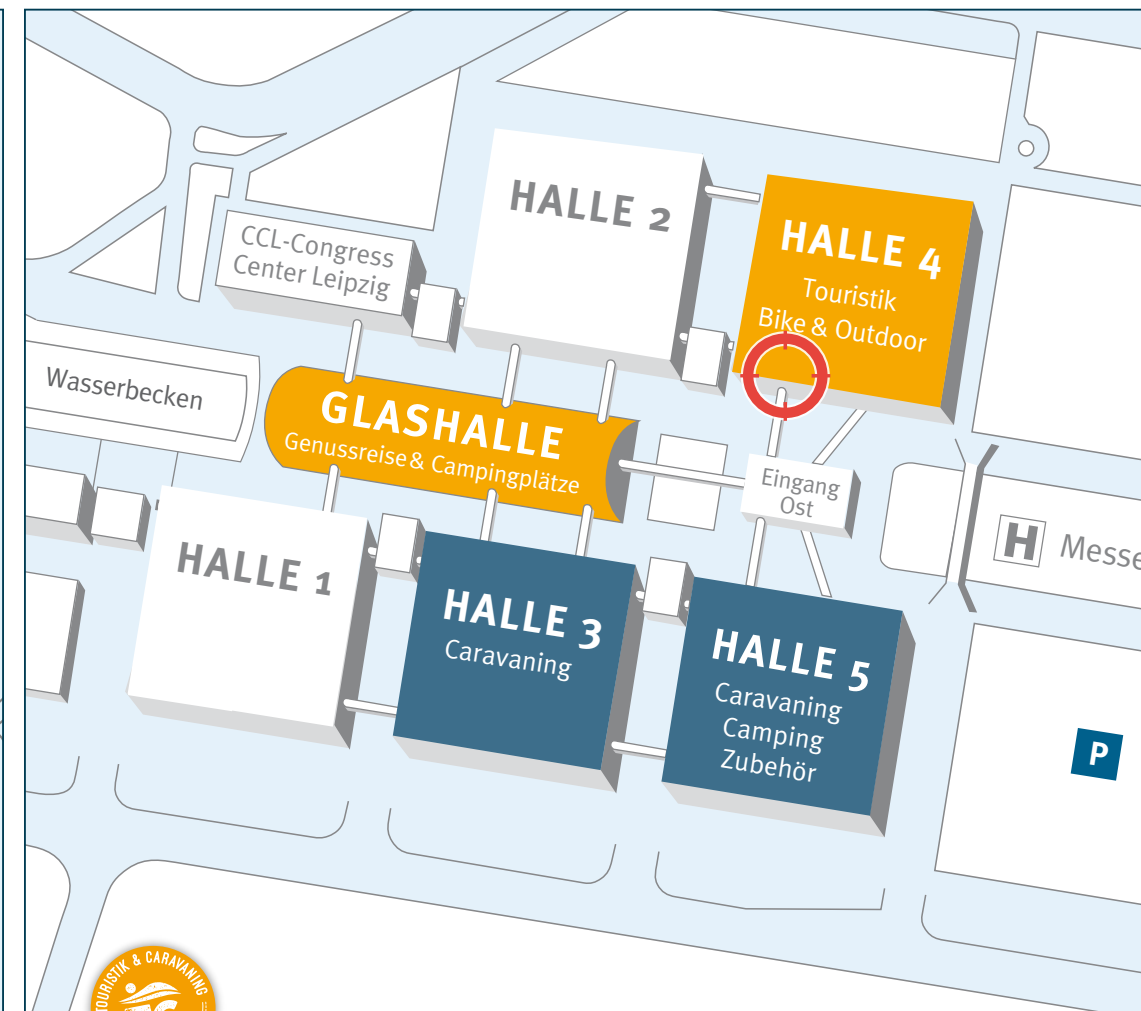 HALLE 2
HALLE 4
Touristik
Bike & Outdoor
CCL-Congress
Center Leipzig
Wasserbecken
GLASHALLE
Genussreise & Campingplätze
Eingang
Ost
H Messe
HALLE 1
HALLE 3
Caravaning
HALLE 5
Caravaning
Camping
Zubehör
P
TOURISTIK & CARAVANING